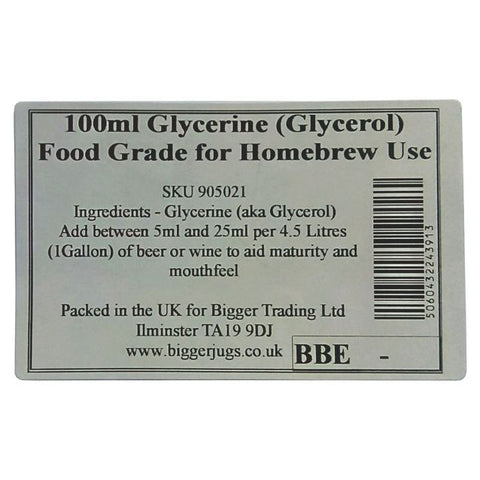 100ml Glycerine (Glycerol)
Food Grade for Homebrew Use
SKU 905021
Ingredients - Glycerine (aka Glycerol)
Add between 5ml and 25ml per 4.5 Litres
(1Gallon) of beer or wine to aid maturity and
mouthfeel
5060432243913
Packed in the UK for Bigger Trading Ltd
Ilminster TA19 9DJ
www.biggerjugs.co.uk
BBE -